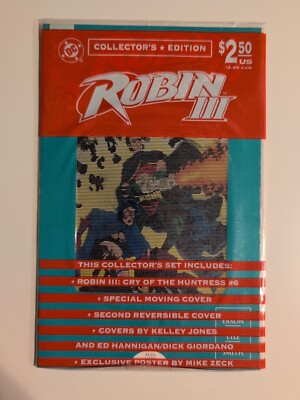 DC
COLLECTOR'S ★ EDITION
$2.50
US
ROBIN
III
THIS COLLECTOR'S SET INCLUDES:
• ROBIN III: CRY OF THE HUNTRESS #6
• SPECIAL MOVING COVER
• SECOND REVERSIBLE COVER
• COVERS BY KELLEY JONES
AND ED HANNIGAN/DICK GIORDANO
• EXCLUSIVE POSTER BY MIKE ZECK
LYLE